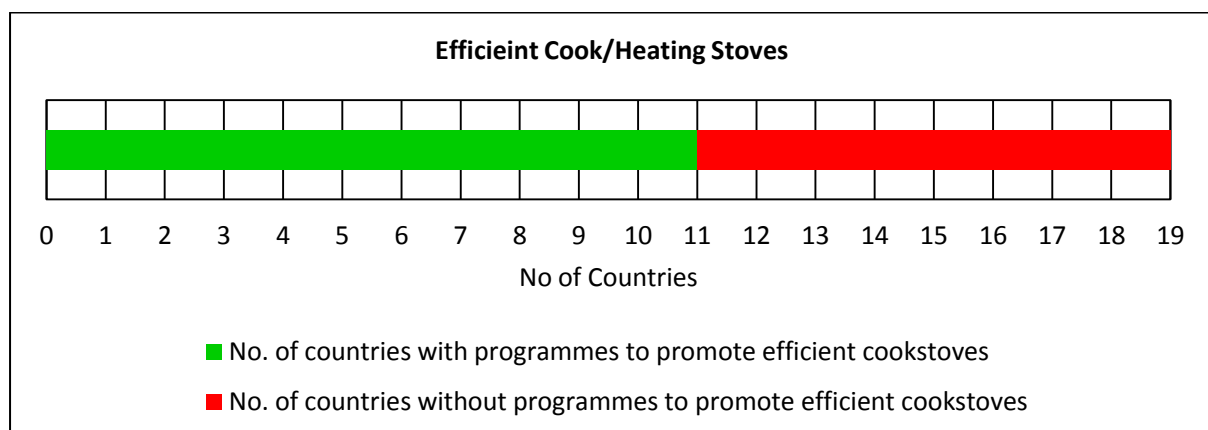 Efficieint Cook/Heating Stoves
0 1 2 3 4 5 6 7 8 9 10 11 12 13 14 15 16 17 18 19
No of Countries
No. of countries with programmes to promote efficient cookstoves
No. of countries without programmes to promote efficient cookstoves